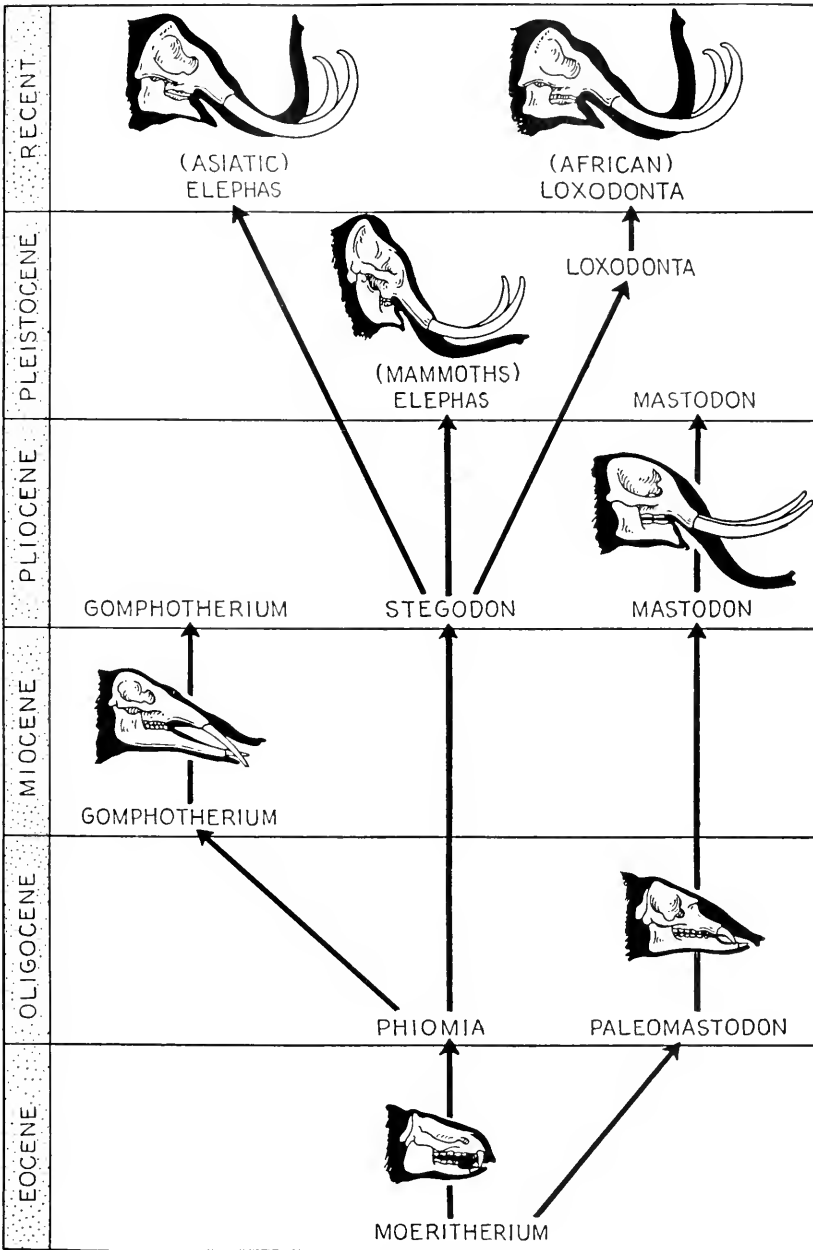 RECENT
(ASIATIC)
ELEPHAS
(AFRICAN)
LOXODONTA
PLEISTOCENE
LOXODONTA
(MAMMOTHS)
ELEPHAS
MASTODON
PLIOCENE
GOMPHOTHERIUM
STEGODON
MASTODON
MIOCENE
GOMPHOTHERIUM
OLIGOCENE
PHIOMIA
PALEOMASTODON
EOCENE
MOERITHERIUM